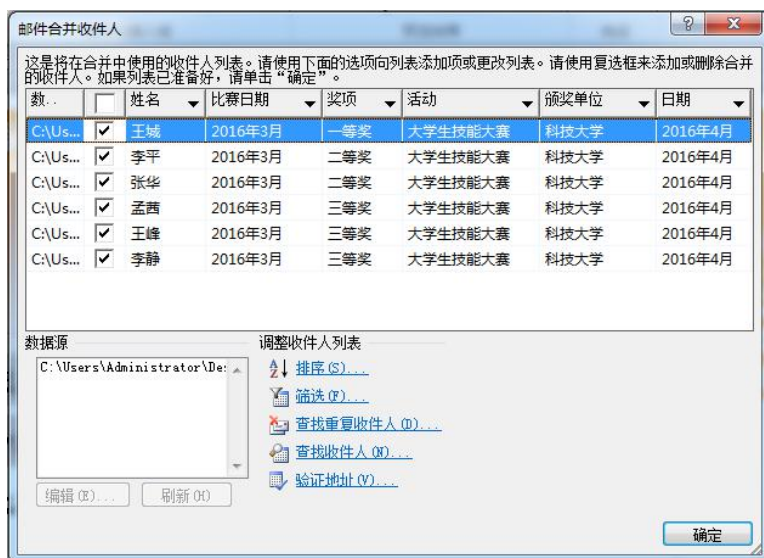 邮件合并收件人
这是将在合并中使用的收件人列表。请使用下面的选项向列表添加项或更改列表。请使用复选框来添加或删除合并
的收件人。如果列表已准备好，请单击“确定”。
数.. 姓名 比赛日期 奖项 活动 颁奖单位 日期
C:\Us... 王城 2016年3月 一等奖 大学生技能大赛 科技大学 2016年4月
C:\Us... 李平 2016年3月 二等奖 大学生技能大赛 科技大学 2016年4月
C:\Us... 张华 2016年3月 二等奖 大学生技能大赛 科技大学 2016年4月
C:\Us... 孟茜 2016年3月 三等奖 大学生技能大赛 科技大学 2016年4月
C:\Us... 王峰 2016年3月 三等奖 大学生技能大赛 科技大学 2016年4月
C:\Us... 李静 2016年3月 三等奖 大学生技能大赛 科技大学 2016年4月
数据源 调整收件人列表
C:\Users\Administrator\De: 排序(S)...
筛选(F)...
查找重复收件人(D)...
查找收件人(N)...
验证地址(V)...
编辑(E)... 刷新(H)
确定